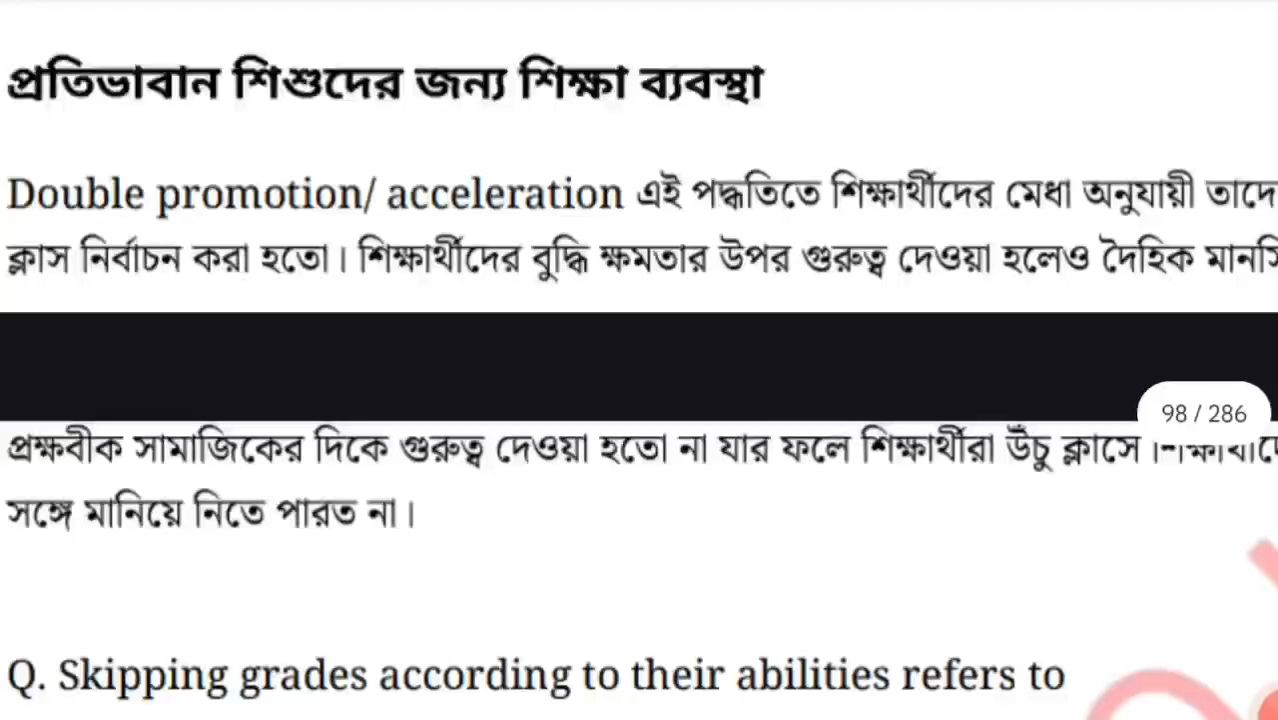 প্রতিভাবান শিশুদের জন্য শিক্ষা ব্যবস্থা
Double promotion/ acceleration এই পদ্ধতিতে শিক্ষার্থীদের মেধা অনুযায়ী তাদে
ক্লাস নির্বাচন করা হতো। শিক্ষার্থীদের বুদ্ধি ক্ষমতার উপর গুরুত্ব দেওয়া হলেও দৈহিক মানসি
98 / 286
প্রক্ষবীক সামাজিকের দিকে গুরুত্ব দেওয়া হতো না যার ফলে শিক্ষার্থীরা উঁচু ক্লাসে
সঙ্গে মানিয়ে নিতে পারত না।
Q. Skipping grades according to their abilities refers to